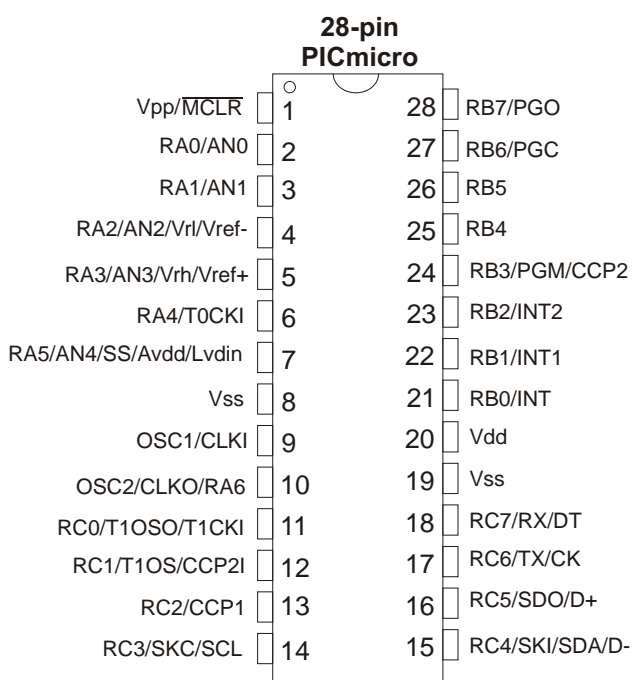 28-pin
PICmicro
Vpp/MCLR 1 28 RB7/PGO
RA0/AN0 2 27 RB6/PGC
RA1/AN1 3 26 RB5
RA2/AN2/Vrl/Vref- 4 25 RB4
RA3/AN3/Vrh/Vref+ 5 24 RB3/PGM/CCP2
RA4/T0CKI 6 23 RB2/INT2
RA5/AN4/SS/Avdd/Lvdin 7 22 RB1/INT1
Vss 8 21 RB0/INT
OSC1/CLKI 9 20 Vdd
OSC2/CLKO/RA6 10 19 Vss
RC0/T1OSO/T1CKI 11 18 RC7/RX/DT
RC1/T1OS/CCP2I 12 17 RC6/TX/CK
RC2/CCP1 13 16 RC5/SDO/D+
RC3/SKC/SCL 14 15 RC4/SKI/SDA/D-